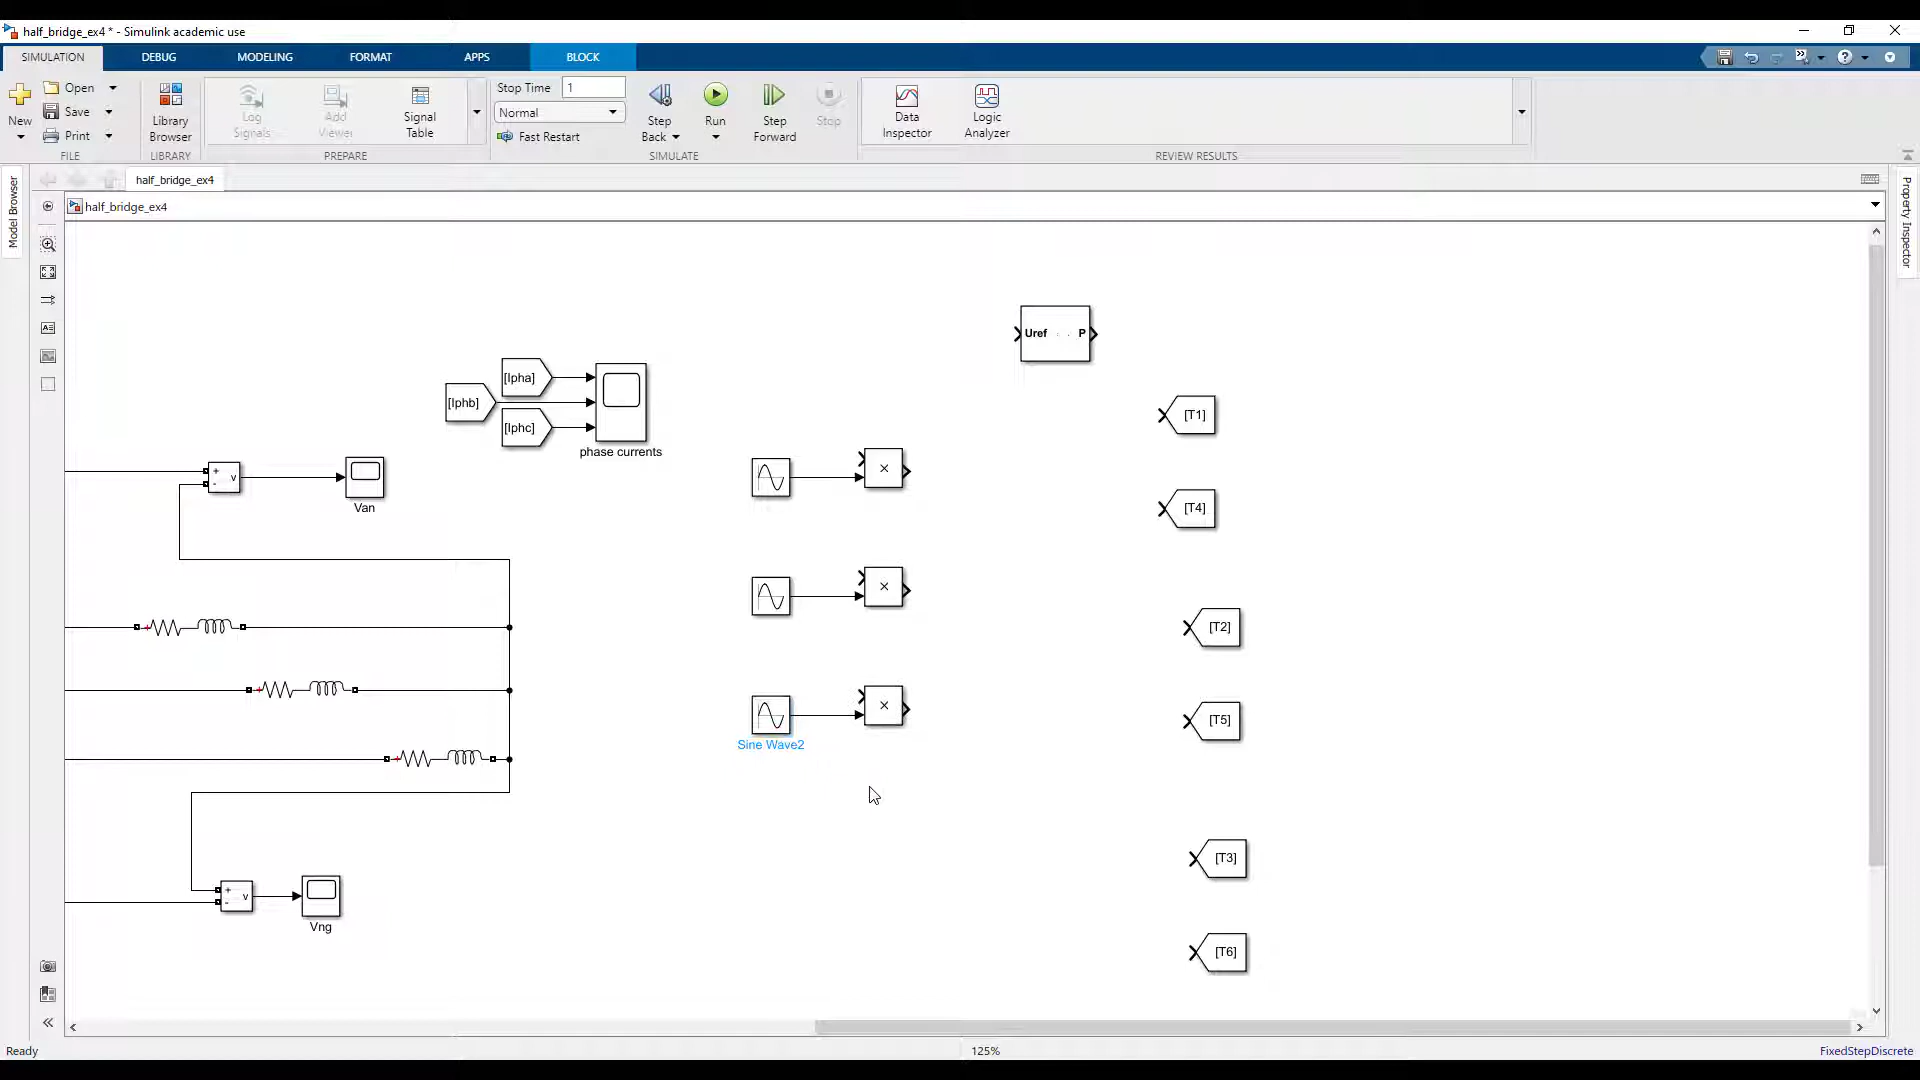 half_bridge_ex4 * - Simulink academic use
SIMULATION
DEBUG
MODELING
FORMAT
APPS
BLOCK
New
Open
Save
Print
FILE
Library Browser
LIBRARY
Log Signals
Add Viewer
Signal Table
PREPARE
Stop Time
1
Normal
Fast Restart
Step Back
Run
Step Forward
Stop
SIMULATE
Data Inspector
Logic Analyzer
REVIEW RESULTS
Model Browser
half_bridge_ex4
half_bridge_ex4
Property Inspector
Uref
P
[Ipha]
[Iphb]
[Iphc]
phase currents
[T1]
+
-
v
Van
×
[T4]
×
[T2]
×
[T5]
Sine Wave2
[T3]
+
-
v
Vng
[T6]
Ready
125%
FixedStepDiscrete